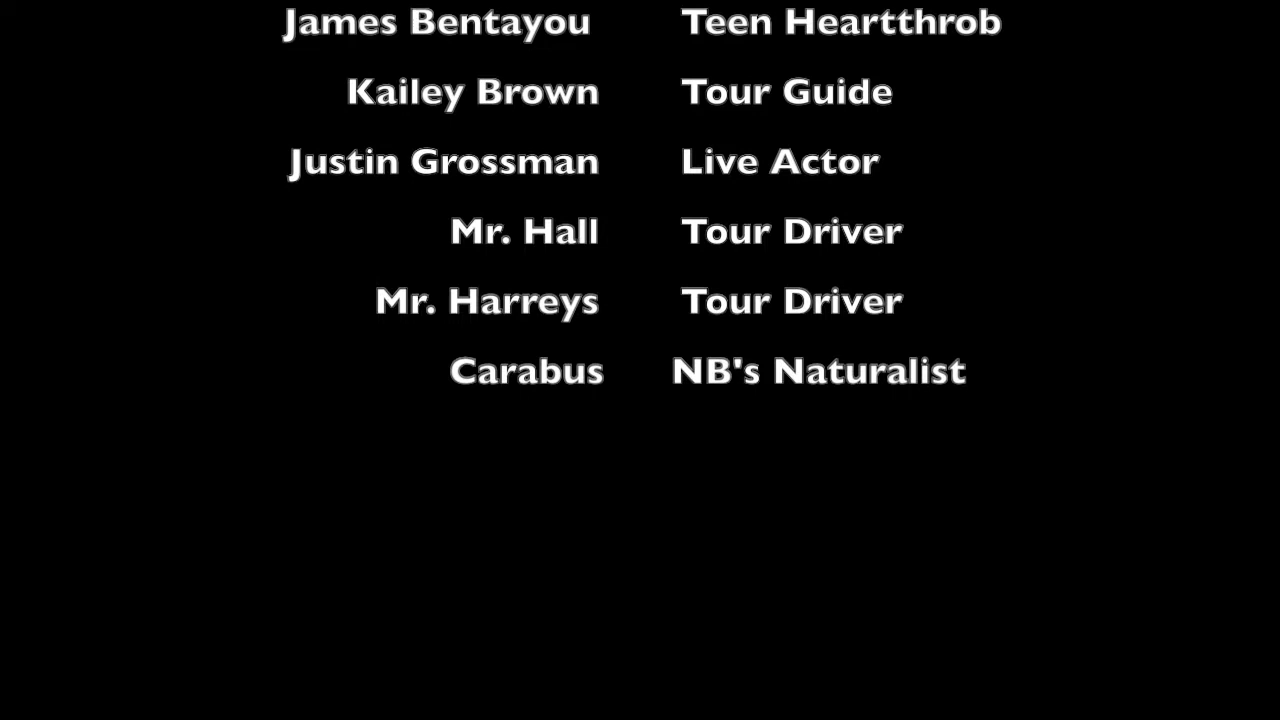 James Bentayou Teen Heartthrob
Kailey Brown Tour Guide
Justin Grossman Live Actor
Mr. Hall Tour Driver
Mr. Harreys Tour Driver
Carabus NB's Naturalist